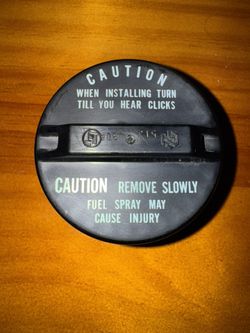 CAUTION
WHEN INSTALLING TURN
TILL YOU HEAR CLICKS
CAUTION REMOVE SLOWLY
FUEL SPRAY MAY
CAUSE INJURY